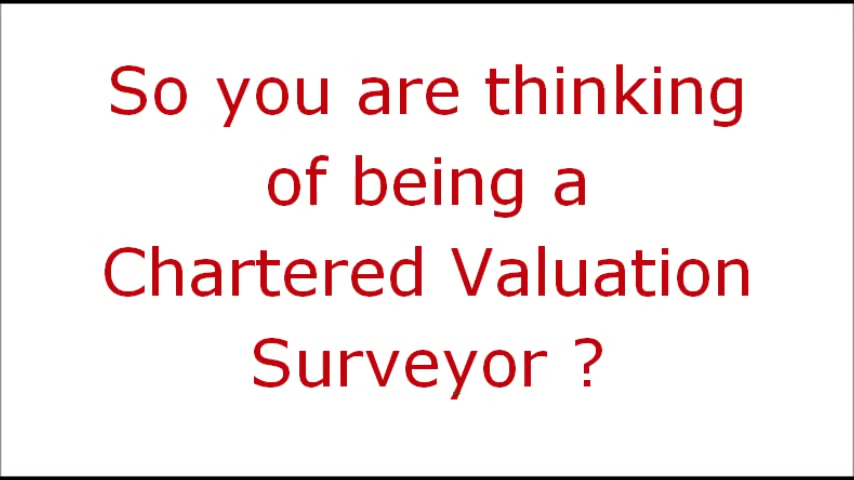 So you are thinking
of being a
Chartered Valuation
Surveyor ?